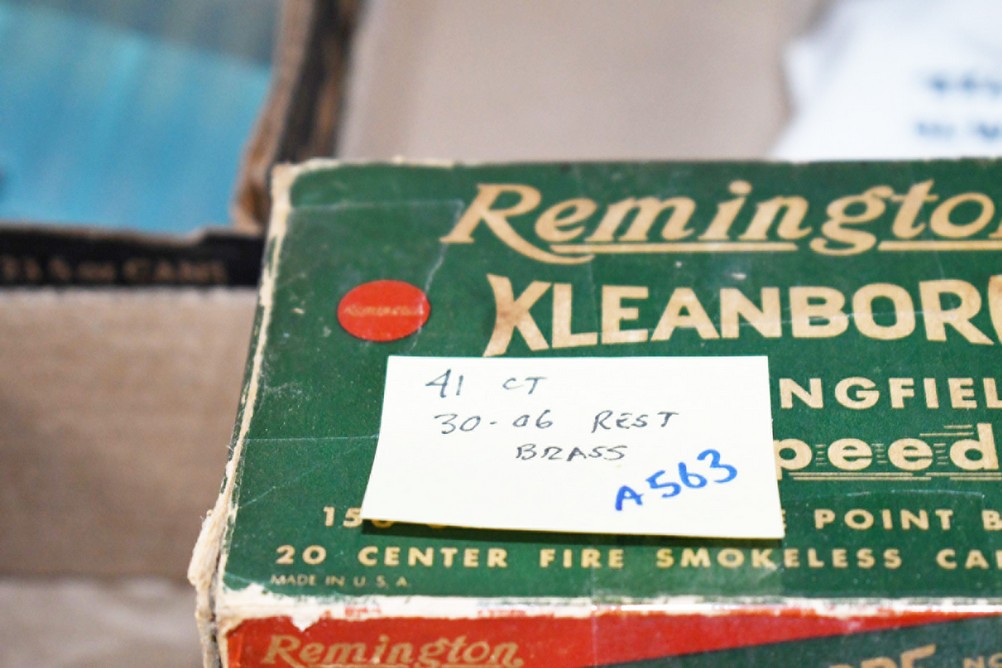 Remingto
KLEANBOR
41 CT
30-06 REST
BRASS
A563
NGFIEL
peed
15
POINT B
20 CENTER FIRE SMOKELESS CA
MADE IN U.S.A.
Remington